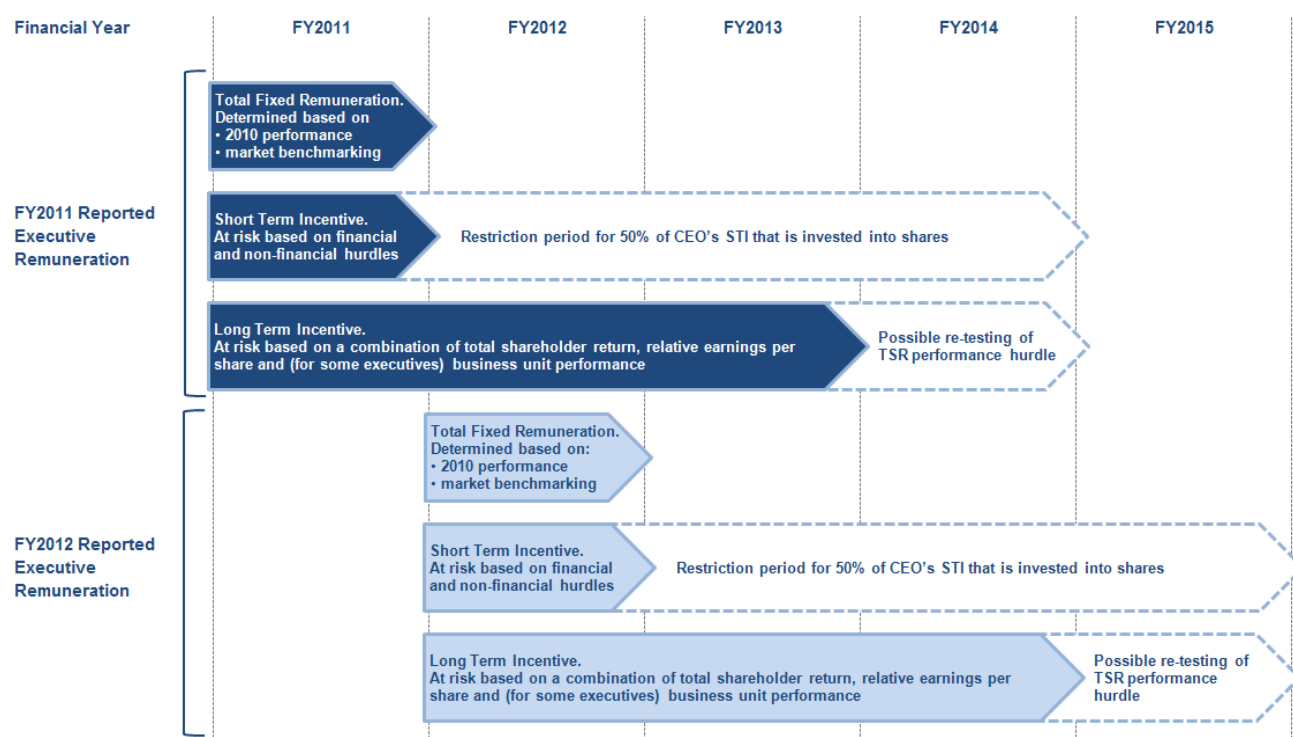 Financial Year FY2011 FY2012 FY2013 FY2014 FY2015
FY2011 Reported
Executive
Remuneration
Total Fixed Remuneration.
Determined based on
• 2010 performance
• market benchmarking
Short Term Incentive.
At risk based on financial
and non-financial hurdles
Restriction period for 50% of CEO’s STI that is invested into shares
Long Term Incentive.
At risk based on a combination of total shareholder return, relative earnings per
share and (for some executives) business unit performance
Possible re-testing of
TSR performance hurdle
FY2012 Reported
Executive
Remuneration
Total Fixed Remuneration.
Determined based on:
• 2010 performance
• market benchmarking
Short Term Incentive.
At risk based on financial
and non-financial hurdles
Restriction period for 50% of CEO’s STI that is invested into shares
Long Term Incentive.
At risk based on a combination of total shareholder return, relative earnings per
share and (for some executives) business unit performance
Possible re-testing of
TSR performance
hurdle